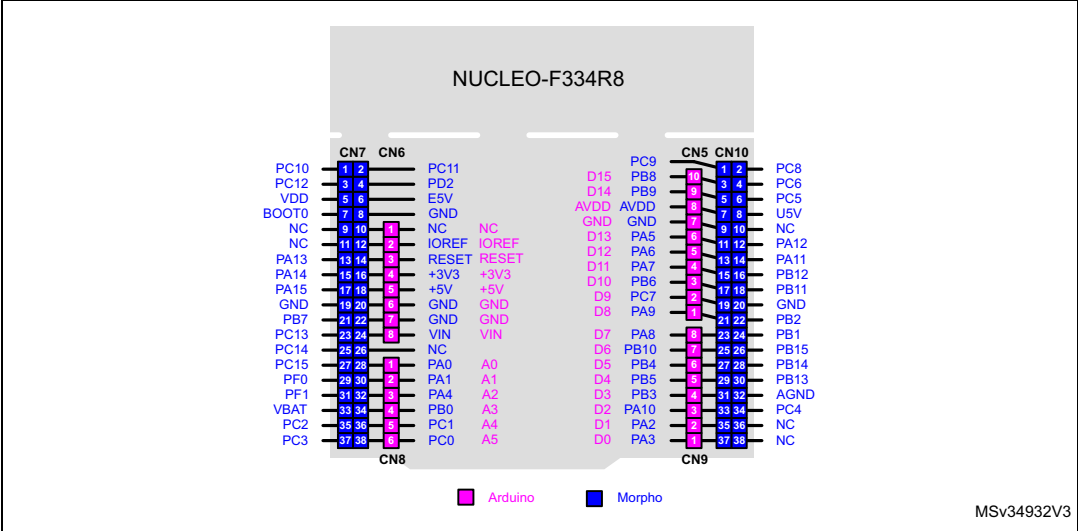 NUCLEO-F334R8
CN7 CN6 CN5 CN10
PC9
PC10 1 2 PC11 1 2 PC8
PC12 3 4 PD2 D15 PB8 10 3 4 PC6
VDD 5 6 E5V D14 PB9 9 5 6 PC5
BOOT0 7 8 GND AVDD AVDD 8 7 8 U5V
NC 9 10 1 NC NC GND GND 7 9 10 NC
NC 11 12 2 IOREF IOREF D13 PA5 6 11 12 PA12
PA13 13 14 3 RESET RESET D12 PA6 5 13 14 PA11
PA14 15 16 4 +3V3 +3V3 D11 PA7 4 15 16 PB12
PA15 17 18 5 +5V +5V D10 PB6 3 17 18 PB11
GND 19 20 6 GND GND D9 PC7 2 19 20 GND
PB7 21 22 7 GND GND D8 PA9 1 21 22 PB2
PC13 23 24 8 VIN VIN D7 PA8 8 23 24 PB1
PC14 25 26 NC D6 PB10 7 25 26 PB15
PC15 27 28 1 PA0 A0 D5 PB4 6 27 28 PB14
PF0 29 30 2 PA1 A1 D4 PB5 5 29 30 PB13
PF1 31 32 3 PA4 A2 D3 PB3 4 31 32 AGND
VBAT 33 34 4 PB0 A3 D2 PA10 3 33 34 PC4
PC2 35 36 5 PC1 A4 D1 PA2 2 35 36 NC
PC3 37 38 6 PC0 A5 D0 PA3 1 37 38 NC
CN8 CN9
Arduino Morpho
MSv34932V3